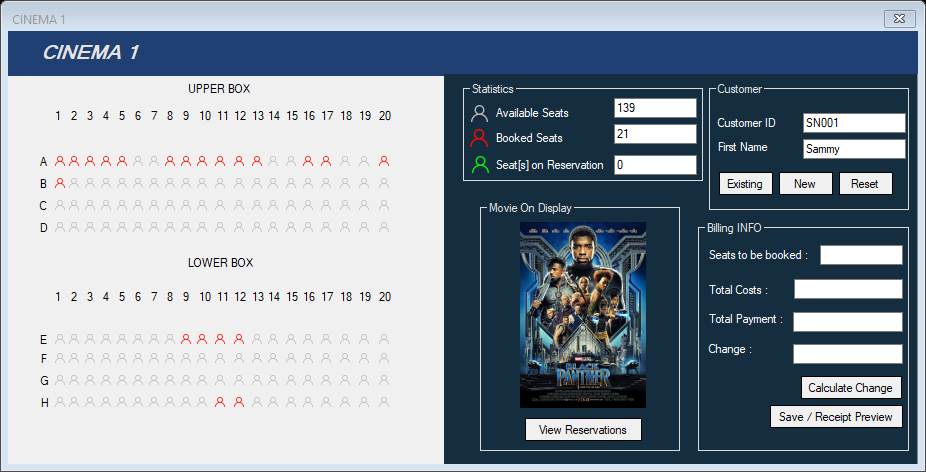 CINEMA 1
CINEMA 1
UPPER BOX
1 2 3 4 5 6 7 8 9 10 11 12 13 14 15 16 17 18 19 20
A
B
C
D
LOWER BOX
1 2 3 4 5 6 7 8 9 10 11 12 13 14 15 16 17 18 19 20
E
F
G
H
Statistics
Available Seats 139
Booked Seats 21
Seat[s] on Reservation 0
Customer
Customer ID SN001
First Name Sammy
Existing New Reset
Movie On Display
BLACK
PANTHER
View Reservations
Billing INFO
Seats to be booked :
Total Costs :
Total Payment :
Change :
Calculate Change
Save / Receipt Preview